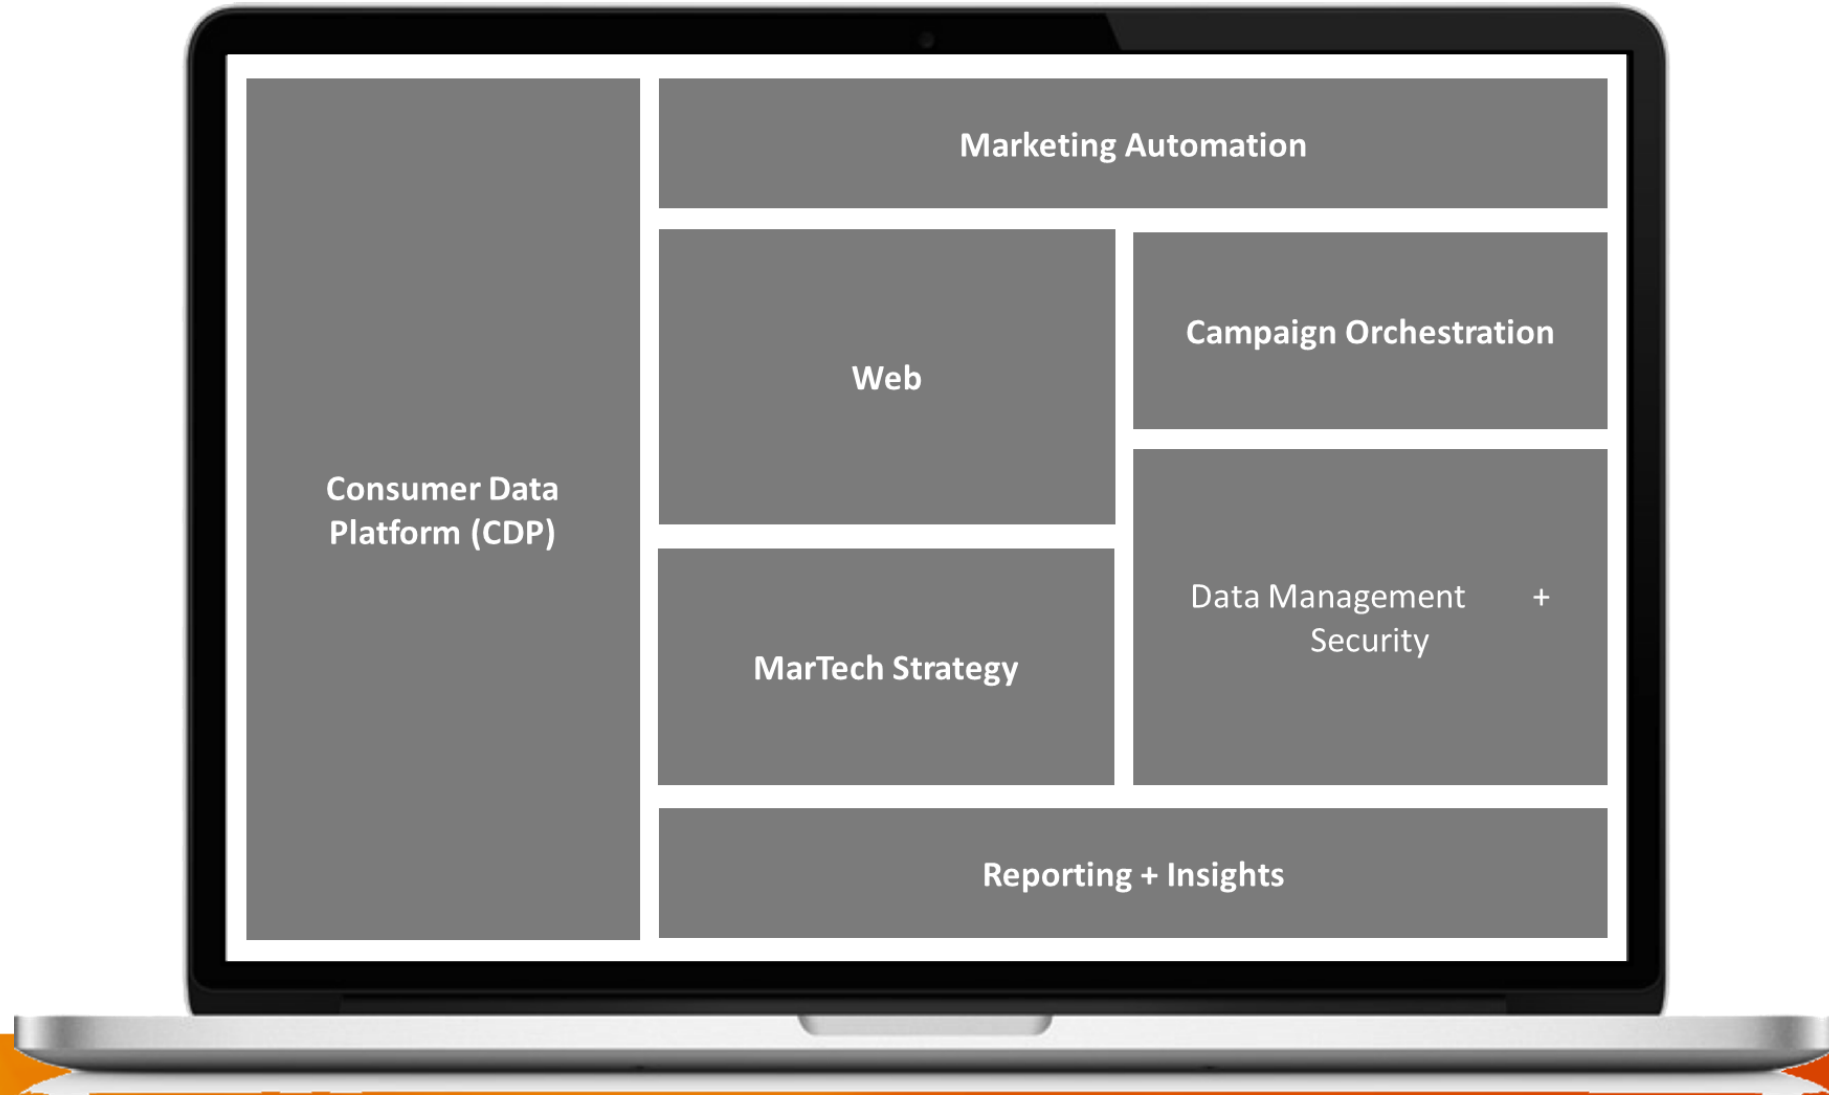 Marketing Automation
Consumer Data
Platform (CDP)
Web
Campaign Orchestration
MarTech Strategy
Data Management +
Security
Reporting + Insights